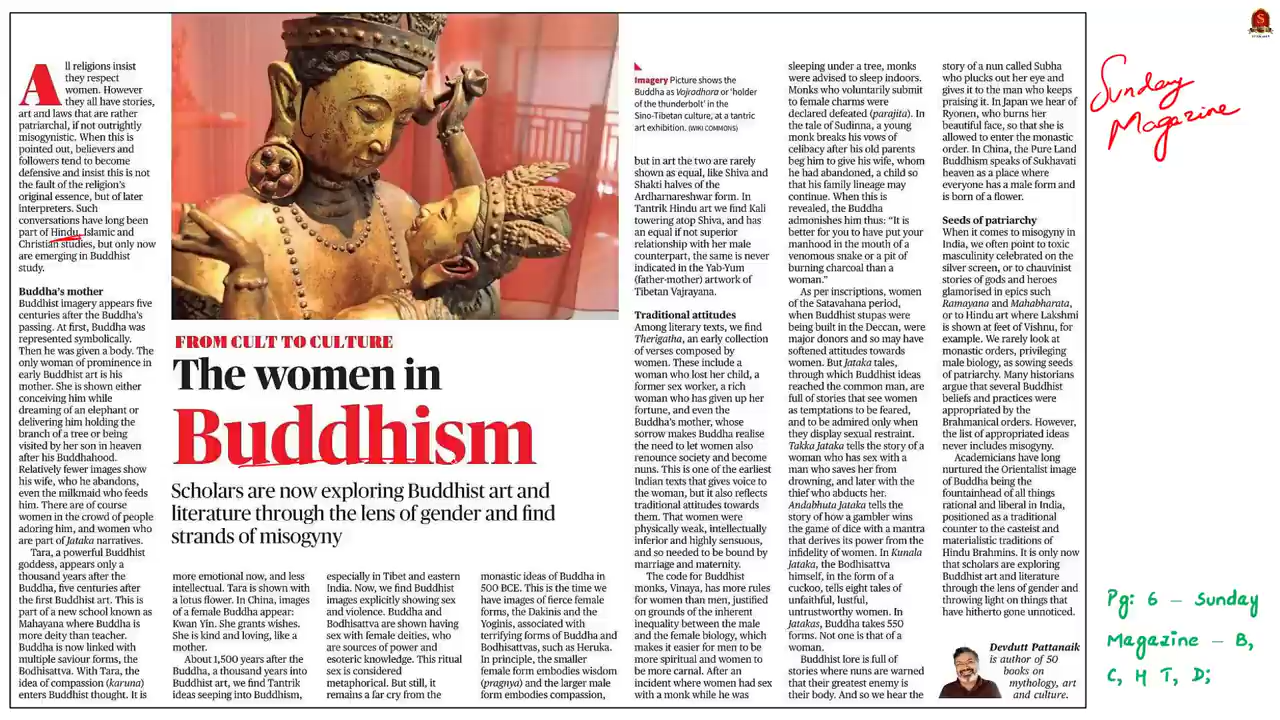 All religions insist
they respect
women. However
they all have stories,
art and laws that are rather
patriarchal, if not outrightly
misogynistic. When this is
pointed out, believers and
followers tend to become
defensive and insist this is not
the fault of the religion's
original essence, but of later
interpreters. Such
conversations have long been
part of Hindu, Islamic and
Christian studies, but only now
are emerging in Buddhist
study.
Buddha's mother
Buddhist imagery appears five
centuries after the Buddha's
passing. At first, Buddha was
represented symbolically.
Then he was given a body. The
only woman of prominence in
early Buddhist art is his
mother. She is shown either
conceiving him while
dreaming of an elephant or
delivering him holding the
branch of a tree or being
visited by her son in heaven
after his Buddhahood.
Relatively fewer images show
his wife, who he abandons,
even the milkmaid who feeds
him. There are of course
women in the crowd of people
adoring him, and women who
are part of Jataka narratives.
Tara, a powerful Buddhist
goddess, appears only a
thousand years after the
Buddha, five centuries after
the first Buddhist art. This is
part of a new school known as
Mahayana where Buddha is
more deity than teacher.
Buddha is now linked with
multiple saviour forms, the
Bodhisattva. With Tara, the
idea of compassion (karuna)
enters Buddhist thought. It is
FROM CULT TO CULTURE
The women in
Buddhism
Scholars are now exploring Buddhist art and
literature through the lens of gender and find
strands of misogyny
more emotional now, and less
intellectual. Tara is shown with
a lotus flower. In China, images
of a female Buddha appear:
Kwan Yin. She grants wishes.
She is kind and loving, like a
mother.
About 1,500 years after the
Buddha, a thousand years into
Buddhist art, we find Tantrik
ideas seeping into Buddhism,
especially in Tibet and eastern
India. Now, we find Buddhist
images explicitly showing sex
and violence. Buddha and
Bodhisattva are shown having
sex with female deities, who
are sources of power and
esoteric knowledge. This ritual
sex is considered
metaphorical. But still, it
remains a far cry from the
monastic ideas of Buddha in
500 BCE. This is the time we
have images of fierce female
forms, the Dakinis and the
Yoginis, associated with
terrifying forms of Buddha and
Bodhisattvas, such as Heruka.
In principle, the smaller
female form embodies wisdom
(pragnya) and the larger male
form embodies compassion,
Imagery Picture shows the
Buddha as Vajradhara or 'holder
of the thunderbolt' in the
Sino-Tibetan culture, at a tantric
art exhibition. (WIKI COMMONS)
but in art the two are rarely
shown as equal, like Shiva and
Shakti halves of the
Ardharnareshwar form. In
Tantrik Hindu art we find Kali
towering atop Shiva, and has
an equal if not superior
relationship with her male
counterpart, the same is never
indicated in the Yab-Yum
(father-mother) artwork of
Tibetan Vajrayana.
Traditional attitudes
Among literary texts, we find
Therigatha, an early collection
of verses composed by
women. These include a
woman who lost her child, a
former sex worker, a rich
woman who has given up her
fortune, and even the
Buddha's mother, whose
sorrow makes Buddha realise
the need to let women also
renounce society and become
nuns. This is one of the earliest
Indian texts that gives voice to
the woman, but it also reflects
traditional attitudes towards
them. That women were
physically weak, intellectually
inferior and highly sensuous,
and so needed to be bound by
marriage and maternity.
The code for Buddhist
monks, Vinaya, has more rules
for women than men, justified
on grounds of the inherent
inequality between the male
and the female biology, which
makes it easier for men to be
more spiritual and women to
be more carnal. After an
incident where women had sex
with a monk while he was
sleeping under a tree, monks
were advised to sleep indoors.
Monks who voluntarily submit
to female charms were
declared defeated (parajita). In
the tale of Sudinna, a young
monk breaks his vows of
celibacy after his old parents
beg him to give his wife, whom
he had abandoned, a child so
that his family lineage may
continue. When this is
revealed, the Buddha
admonishes him thus: "It is
better for you to have put your
manhood in the mouth of a
venomous snake or a pit of
burning charcoal than a
woman."
As per inscriptions, women
of the Satavahana period,
when Buddhist stupas were
being built in the Deccan, were
major donors and so may have
softened attitudes towards
women. But Jataka tales,
through which Buddhist ideas
reached the common man, are
full of stories that see women
as temptations to be feared,
and to be admired only when
they display sexual restraint.
Takka Jataka tells the story of a
woman who has sex with a
man who saves her from
drowning, and later with the
thief who abducts her.
Andabhuta Jataka tells the
story of how a gambler wins
the game of dice with a mantra
that derives its power from the
infidelity of women. In Kunala
Jataka, the Bodhisattva
himself, in the form of a
cuckoo, tells eight tales of
unfaithful, lustful,
untrustworthy women. In
Jatakas, Buddha takes 550
forms. Not one is that of a
woman.
Buddhist lore is full of
stories where nuns are warned
that their greatest enemy is
their body. And so we hear the
story of a nun called Subha
who plucks out her eye and
gives it to the man who keeps
praising it. In Japan we hear of
Ryonen, who burns her
beautiful face, so that she is
allowed to enter the monastic
order. In China, the Pure Land
Buddhism speaks of Sukhavati
heaven as a place where
everyone has a male form and
is born of a flower.
Seeds of patriarchy
When it comes to misogyny in
India, we often point to toxic
masculinity celebrated on the
silver screen, or to chauvinist
stories of gods and heroes
glamorised in epics such
Ramayana and Mahabharata,
or to Hindu art where Lakshmi
is shown at feet of Vishnu, for
example. We rarely look at
monastic orders, privileging
male biology, as sowing seeds
of patriarchy. Many historians
argue that several Buddhist
beliefs and practices were
appropriated by the
Brahmanical orders. However,
the list of appropriated ideas
never includes misogyny.
Academicians have long
nurtured the Orientalist image
of Buddha being the
fountainhead of all things
rational and liberal in India,
positioned as a traditional
counter to the casteist and
materialistic traditions of
Hindu Brahmins. It is only now
that scholars are exploring
Buddhist art and literature
through the lens of gender and
throwing light on things that
have hitherto gone unnoticed.
Devdutt Pattanaik
is author of 50
books on
mythology, art
and culture.
Sunday
Magazine
Pg: 6 – Sunday
Magazine – B,
C, H T, D;